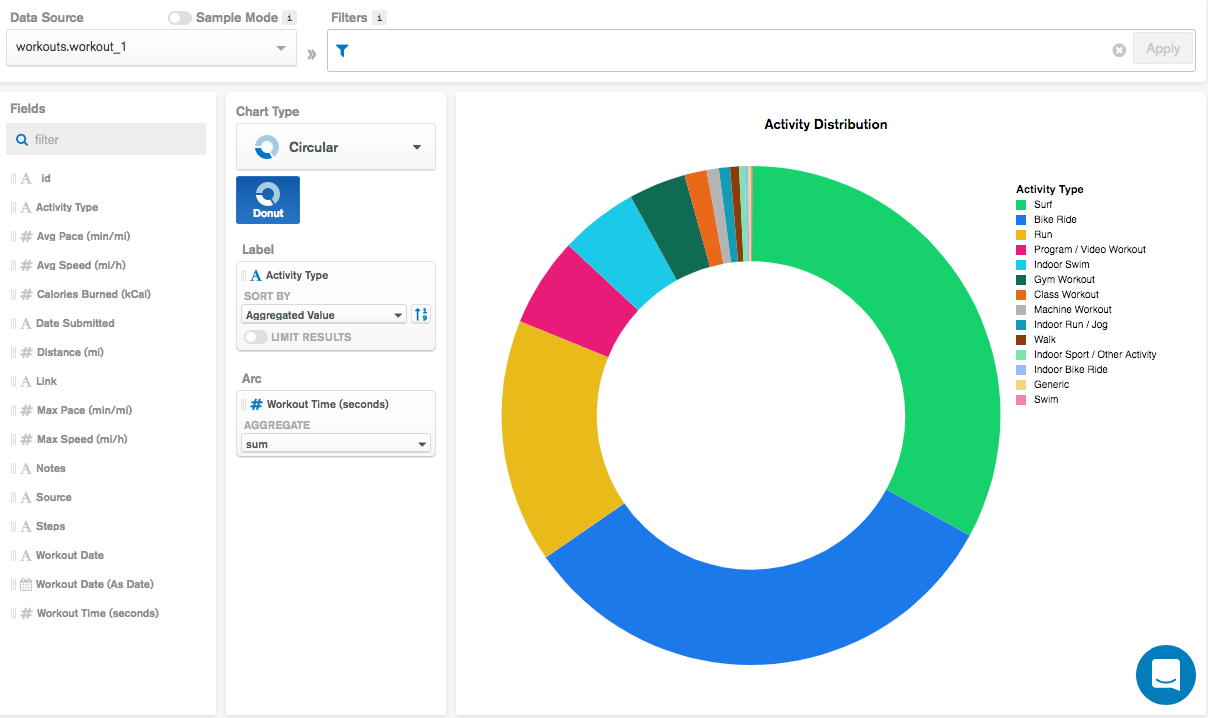 Data Source
Sample Mode i
Filters i
workouts.workout_1
»
Apply
Fields
filter
A id
A Activity Type
# Avg Pace (min/mi)
# Avg Speed (mi/h)
# Calories Burned (kCal)
A Date Submitted
# Distance (mi)
A Link
# Max Pace (min/mi)
# Max Speed (mi/h)
A Notes
A Source
A Steps
A Workout Date
Workout Date (As Date)
# Workout Time (seconds)
Chart Type
Circular
Donut
Label
A Activity Type
SORT BY
Aggregated Value
1
9
LIMIT RESULTS
Arc
# Workout Time (seconds)
AGGREGATE
sum
Activity Distribution
Activity Type
Surf
Bike Ride
Run
Program / Video Workout
Indoor Swim
Gym Workout
Class Workout
Machine Workout
Indoor Run / Jog
Walk
Indoor Sport / Other Activity
Indoor Bike Ride
Generic
Swim